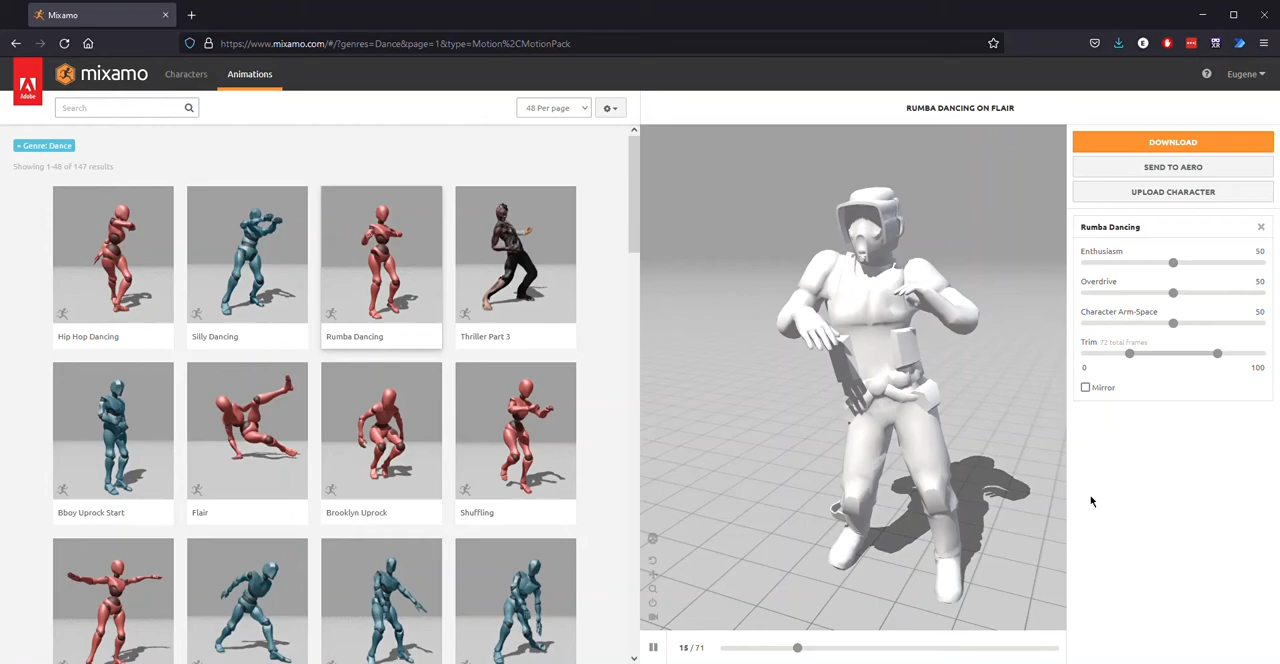 Mixamo
https://www.mixamo.com/#/?genres=Dance&page=1&type=Motion%2CMotionPack
Adobe
mixamo
Characters
Animations
Eugene
Search
48 Per page
RUMBA DANCING ON FLAIR
× Genre: Dance
Showing 1-48 of 147 results
Hip Hop Dancing
Silly Dancing
Rumba Dancing
Thriller Part 3
Bboy Uprock Start
Flair
Brooklyn Uprock
Shuffling
15 / 71
DOWNLOAD
SEND TO AERO
UPLOAD CHARACTER
Rumba Dancing
Enthusiasm 50
Overdrive 50
Character Arm-Space 50
Trim 72 total frames
0 100
Mirror